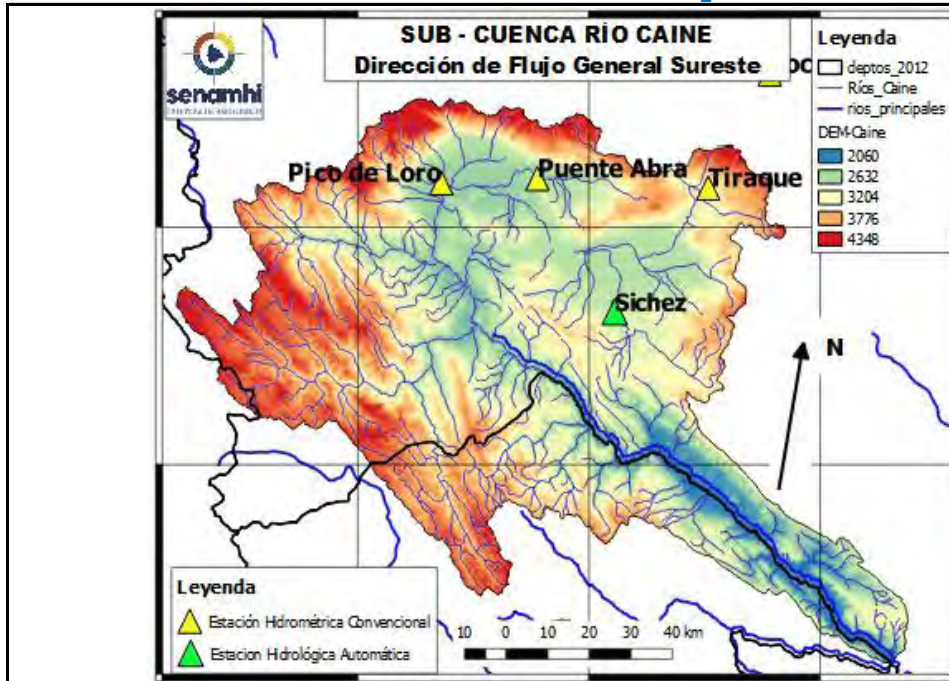 SUB - CUENCA RÍO CAINE
Dirección de Flujo General Sureste
senamhi
Leyenda
deptos_2012
Ríos_Caine
rios_principales
DEM-Caine
2060
2632
3204
3776
4348
Pico de Loro
Puente Abra
Tiraque
Sichez
N
Leyenda
Estación Hidrométrica Convencional
Estacion Hidrológica Automática
10 0 10 20 30 40 km